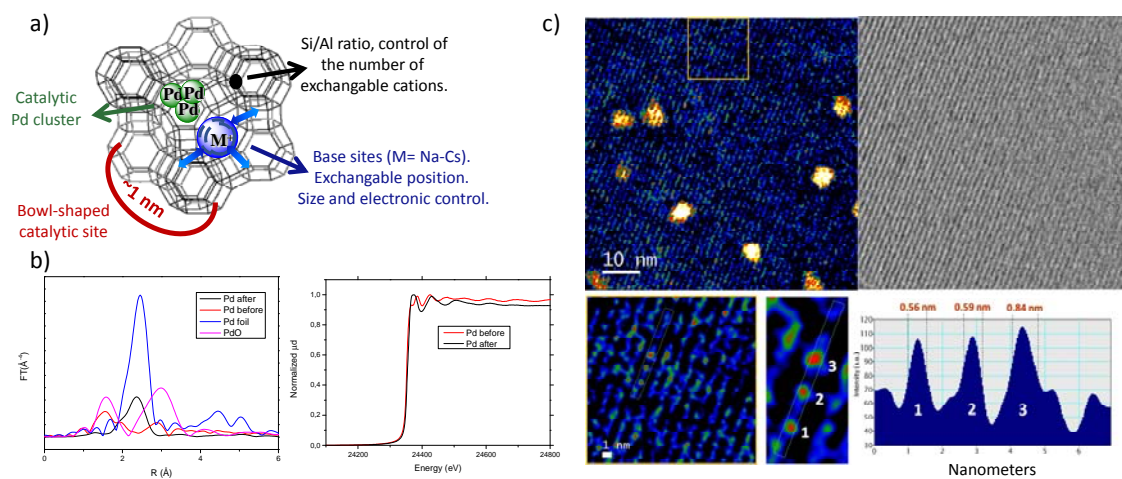 a)
Si/Al ratio, control of
the number of
exchangable cations.
Pd
Pd
Pd
Catalytic
Pd cluster
M+
Base sites (M= Na-Cs).
Exchangable position.
Size and electronic control.
~1 nm
Bowl-shaped
catalytic site
b)
Pd after
Pd before
Pd foil
PdO
FT(Å⁻⁴)
0 2 4 6
R (Å)
1,0
0,8
0,6
0,4
0,2
0,0
Normalized µd
Pd before
Pd after
24200 24400 24600 24800
Energy (eV)
c)
10 nm
1 nm
3
2
1
0.56 nm 0.59 nm 0.84 nm
120
110
100
90
80
70
60
50
40
30
1 2 3
0 1 2 3 4 5 6
Nanometers